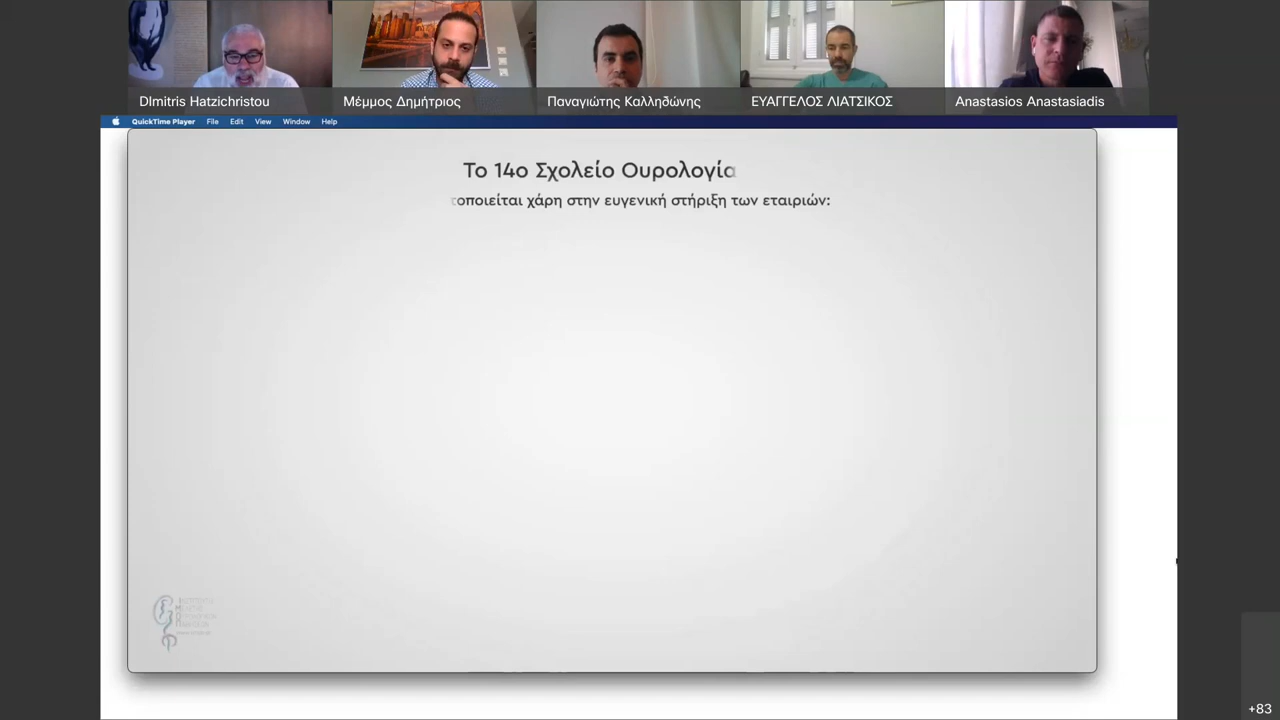 DImitris Hatzichristou
Μέμμος Δημήτριος
Παναγιώτης Καλληδώνης
ΕΥΑΓΓΕΛΟΣ ΛΙΑΤΣΙΚΟΣ
Anastasios Anastasiadis
QuickTime Player File Edit View Window Help
Το 14ο Σχολείο Ουρολογία
τοποιείται χάρη στην ευγενική στήριξη των εταιριών:
+83